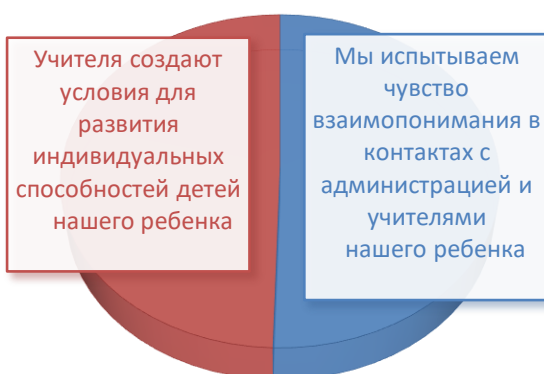 Учителя создают
условия для
развития
индивидуальных
способностей детей
нашего ребенка
Мы испытываем
чувство
взаимопонимания в
контактах с
администрацией и
учителями
нашего ребенка